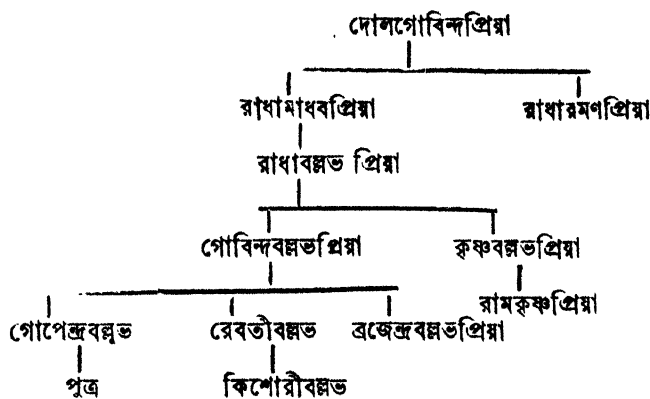 দোলগোবিন্দপ্রিয়া
রাধামাধবপ্রিয়া রাধারমণপ্রিয়া
রাধাবল্লভ প্রিয়া
গোবিন্দবল্লভপ্রিয়া কৃষ্ণবল্লভপ্রিয়া
রামকৃষ্ণপ্রিয়া
গোপেন্দ্রবল্লভ রেবতীবল্লভ ব্রজেন্দ্রবল্লভপ্রিয়া
পুত্র কিশোরীবল্লভ